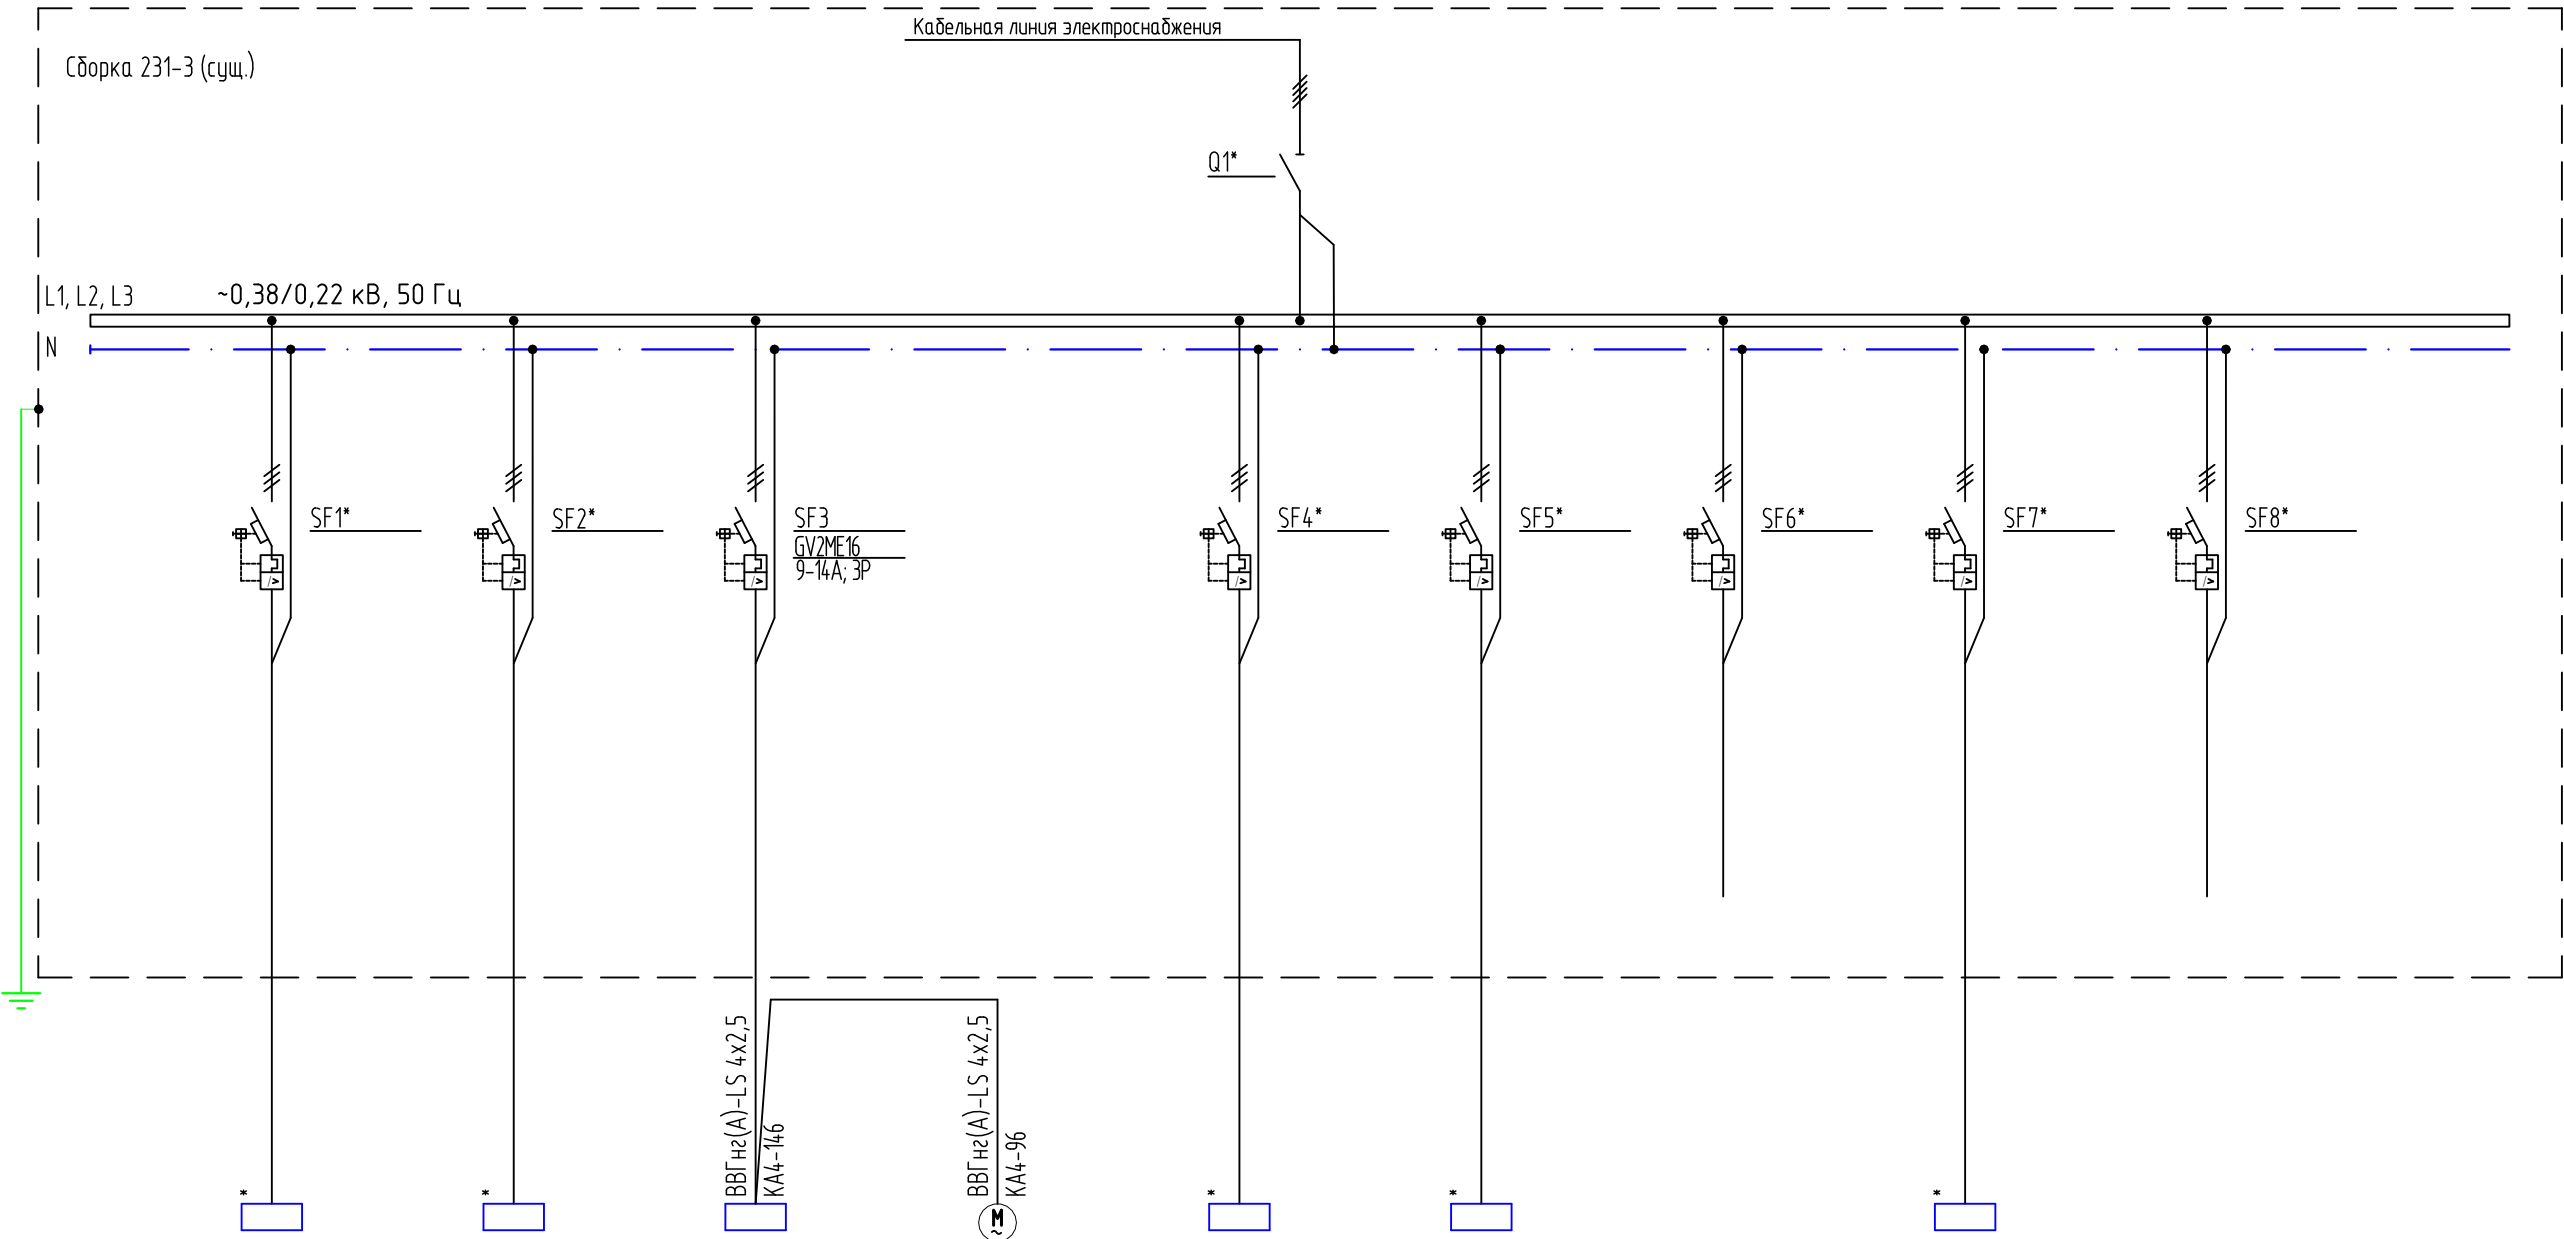 Кабельная линия электроснабжения
Сборка 231-3 (сущ.)
Q1*
L1, L2, L3
~0,38/0,22 кВ, 50 Гц
N
SF1*
SF2*
SF3
GV2ME16
9-14А; 3Р
SF4*
SF5*
SF6*
SF7*
SF8*
I>
I>
I>
I>
I>
I>
I>
I>
ВВГнг(А)-LS 4х2,5
КА4-146
ВВГнг(А)-LS 4х2,5
КА4-96
*
*
*
*
*
M
~